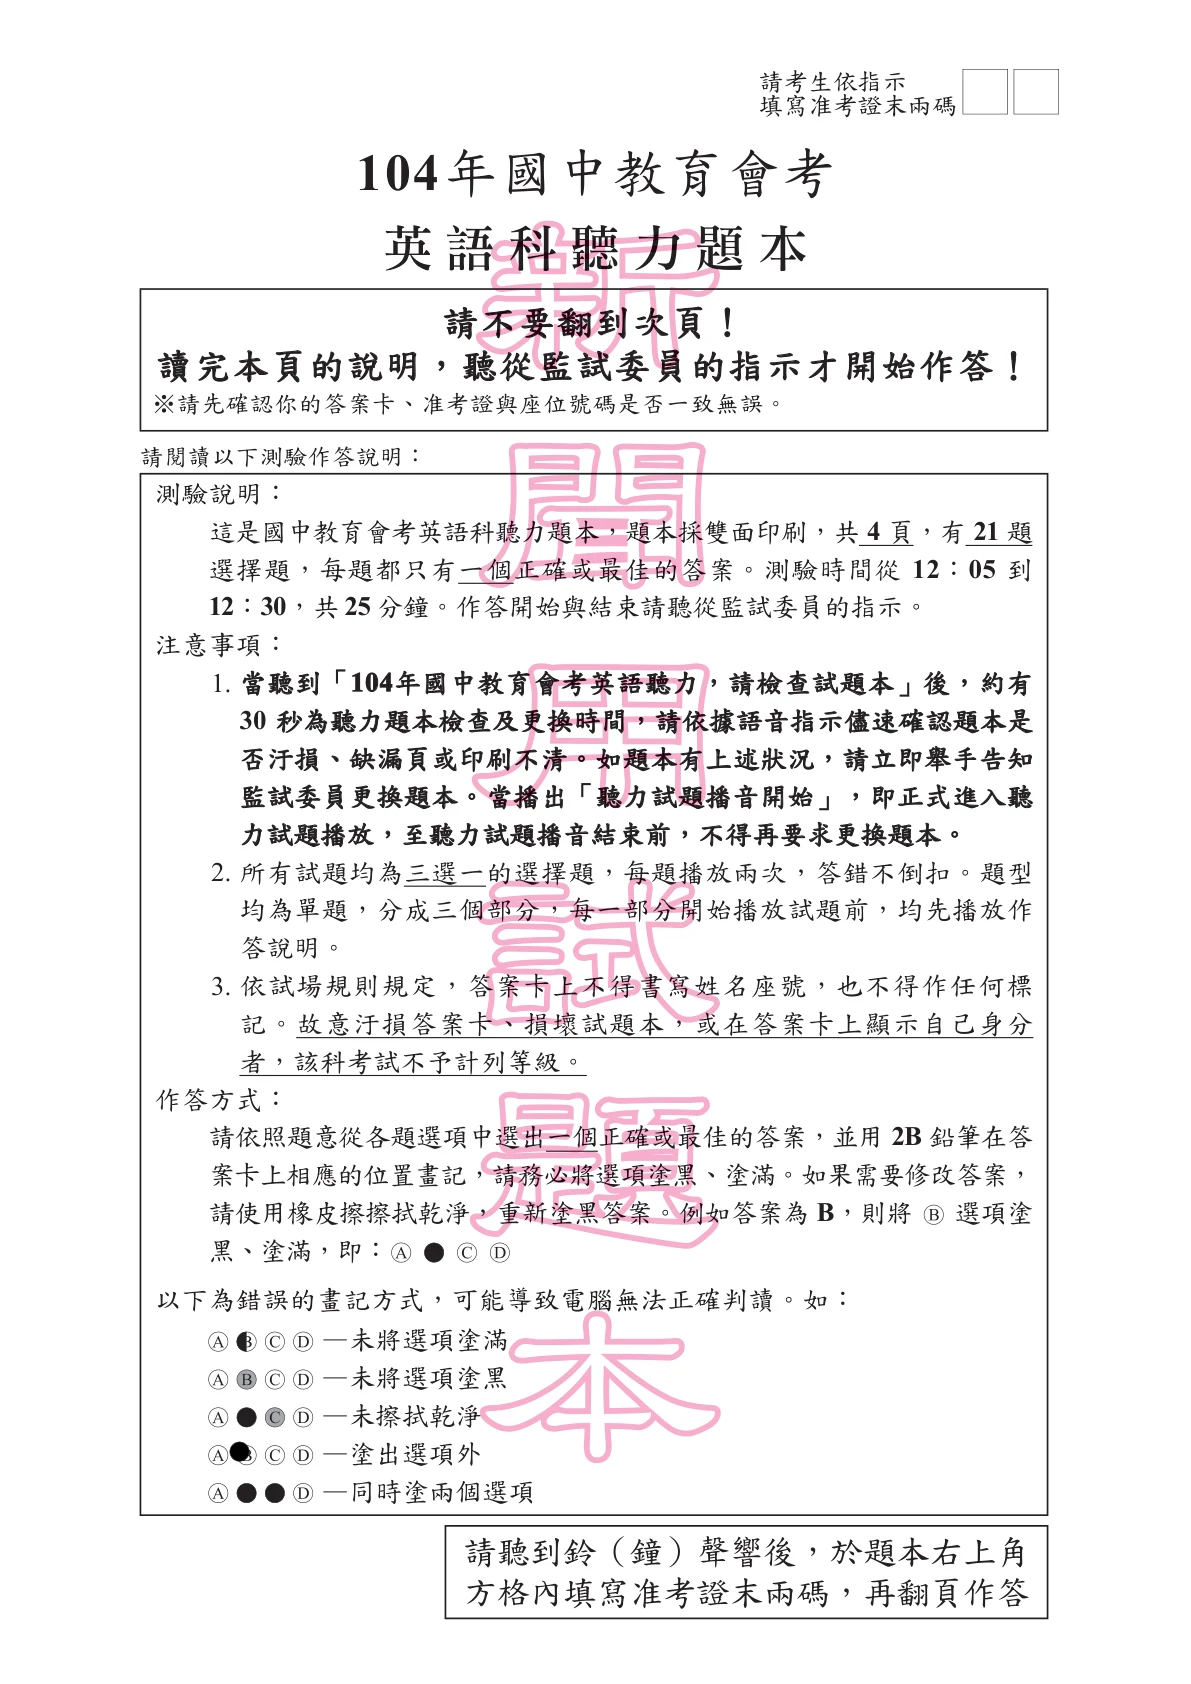 請考生依指示
填寫准考證末兩碼
104年國中教育會考
英語科聽力題本
請不要翻到次頁！
讀完本頁的說明，聽從監試委員的指示才開始作答！
※請先確認你的答案卡、准考證與座位號碼是否一致無誤。
請閱讀以下測驗作答說明：
測驗說明：
這是國中教育會考英語科聽力題本，題本採雙面印刷，共 4 頁，有 21 題
選擇題，每題都只有一個正確或最佳的答案。測驗時間從 12：05 到
12：30，共 25 分鐘。作答開始與結束請聽從監試委員的指示。
注意事項：
1. 當聽到「104年國中教育會考英語聽力，請檢查試題本」後，約有
30 秒為聽力題本檢查及更換時間，請依據語音指示儘速確認題本是
否汙損、缺漏頁或印刷不清。如題本有上述狀況，請立即舉手告知
監試委員更換題本。當播出「聽力試題播音開始」，即正式進入聽
力試題播放，至聽力試題播音結束前，不得再要求更換題本。
2. 所有試題均為三選一的選擇題，每題播放兩次，答錯不倒扣。題型
均為單題，分成三個部分，每一部分開始播放試題前，均先播放作
答說明。
3. 依試場規則規定，答案卡上不得書寫姓名座號，也不得作任何標
記。故意汙損答案卡、損壞試題本，或在答案卡上顯示自己身分
者，該科考試不予計列等級。
作答方式：
請依照題意從各題選項中選出一個正確或最佳的答案，並用 2B 鉛筆在答
案卡上相應的位置畫記，請務必將選項塗黑、塗滿。如果需要修改答案，
請使用橡皮擦擦拭乾淨，重新塗黑答案。例如答案為 B，則將 Ⓑ 選項塗
黑、塗滿，即：Ⓐ ● Ⓒ Ⓓ
以下為錯誤的畫記方式，可能導致電腦無法正確判讀。如：
Ⓐ Ⓑ Ⓒ Ⓓ —未將選項塗滿
Ⓐ Ⓑ Ⓒ Ⓓ —未將選項塗黑
Ⓐ ● Ⓒ Ⓓ —未擦拭乾淨
Ⓐ Ⓑ Ⓒ Ⓓ —塗出選項外
Ⓐ ● ● Ⓓ —同時塗兩個選項
請聽到鈴（鐘）聲響後，於題本右上角
方格內填寫准考證末兩碼，再翻頁作答
新聞用試題本